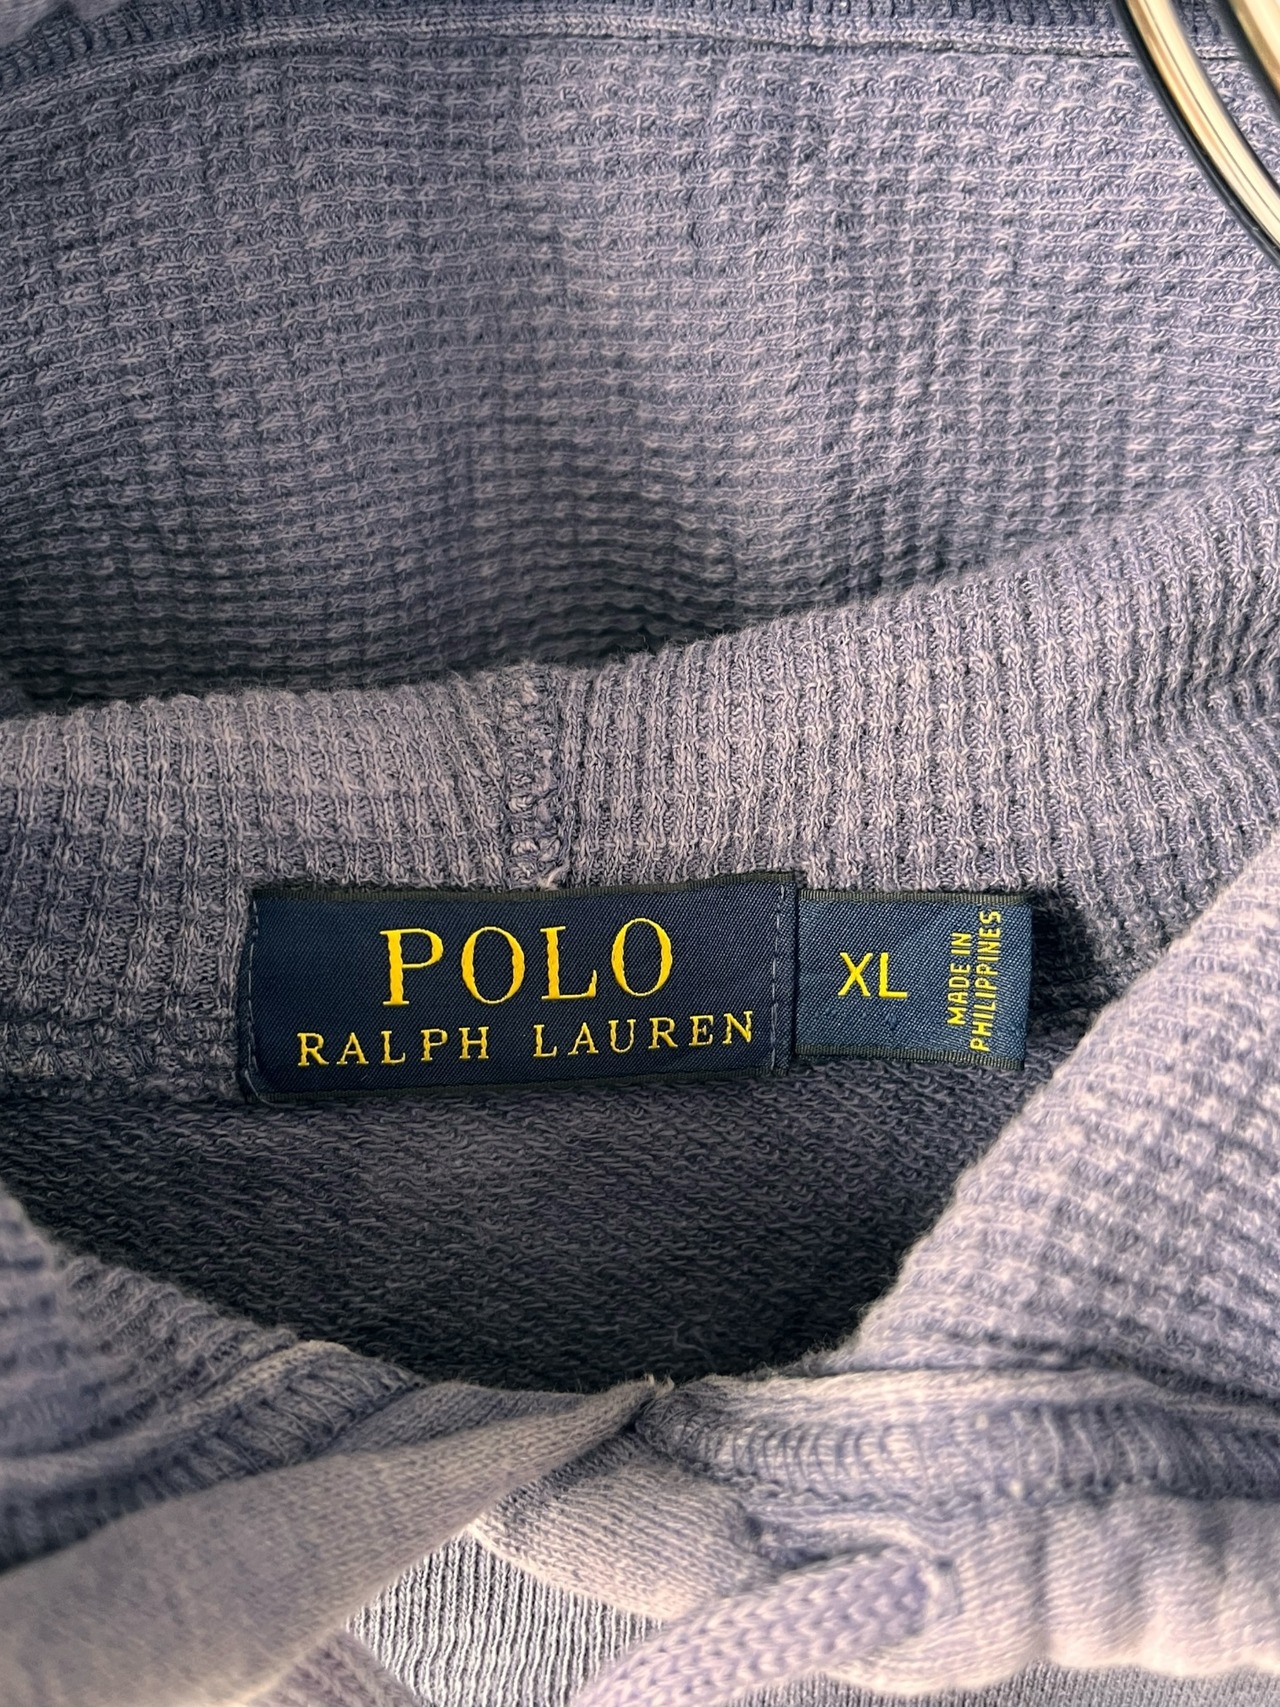 POLO
RALPH LAUREN
XL
MADE IN
PHILIPPINES